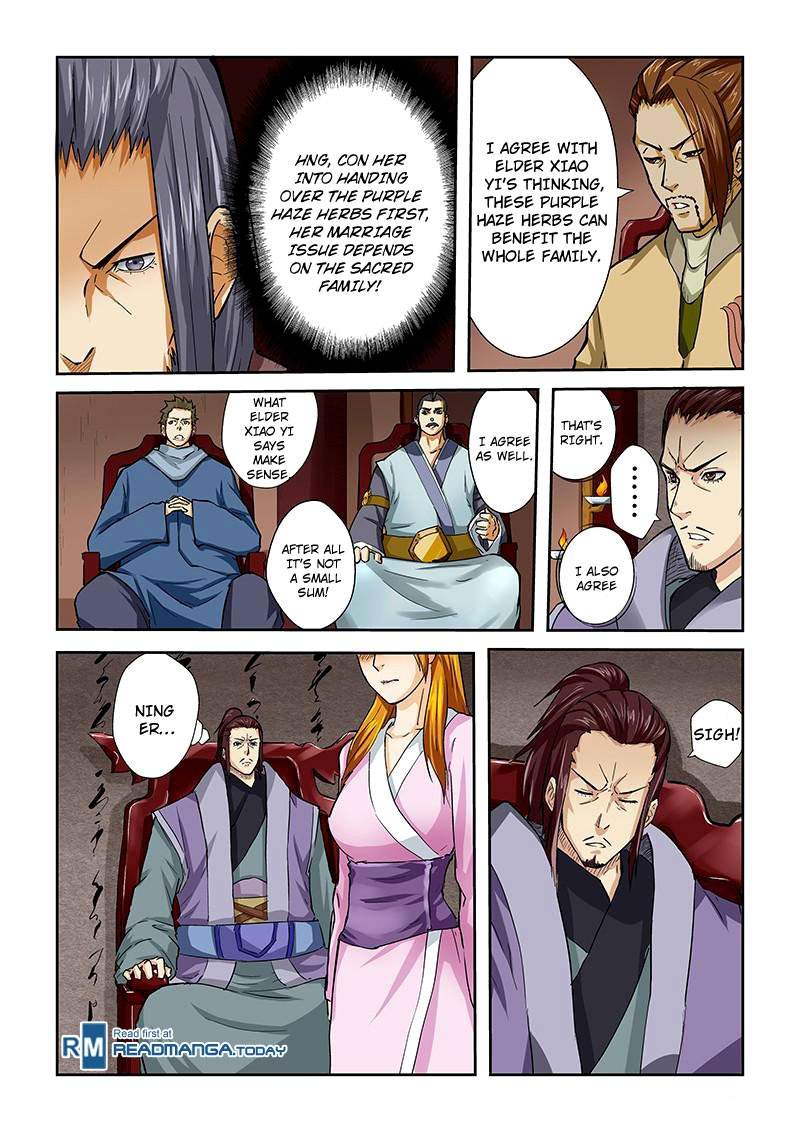 I AGREE WITH
ELDER XIAO
YI'S THINKING,
THESE PURPLE
HAZE HERBS CAN
BENEFIT THE
WHOLE FAMILY.
HNG, CON HER
INTO HANDING
OVER THE PURPLE
HAZE HERBS FIRST,
HER MARRIAGE
ISSUE DEPENDS
ON THE SACRED
FAMILY!
WHAT
ELDER
XIAO YI
SAYS
MAKE
SENSE.
AFTER ALL
IT'S NOT
A SMALL
SUM!
I AGREE
AS WELL.
THAT'S
RIGHT.
I ALSO
AGREE
NING
ER...
SIGH!
RM
Read first at
READMANGA.TODAY